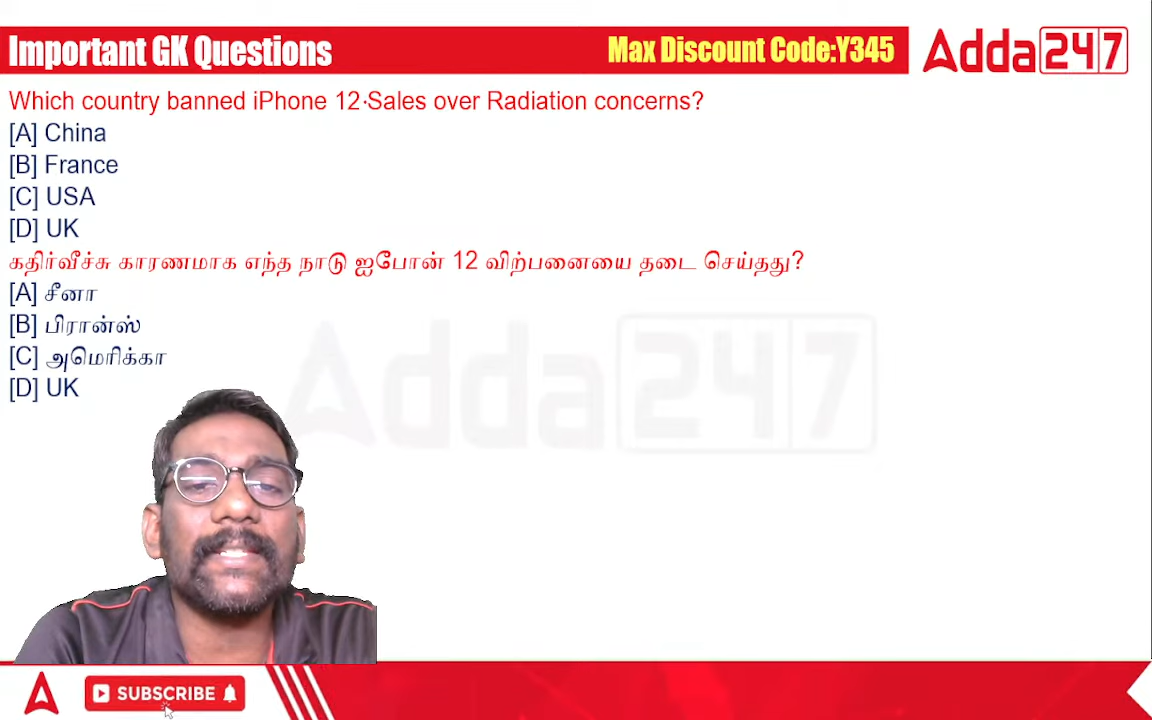 Important GK Questions
Max Discount Code:Y345
Adda247
Which country banned iPhone 12 Sales over Radiation concerns?
[A] China
[B] France
[C] USA
[D] UK
கதிர்வீச்சு காரணமாக எந்த நாடு ஐபோன் 12 விற்பனையை தடை செய்தது?
[A] சீனா
[B] பிரான்ஸ்
[C] அமெரிக்கா
[D] UK
Adda247
SUBSCRIBE